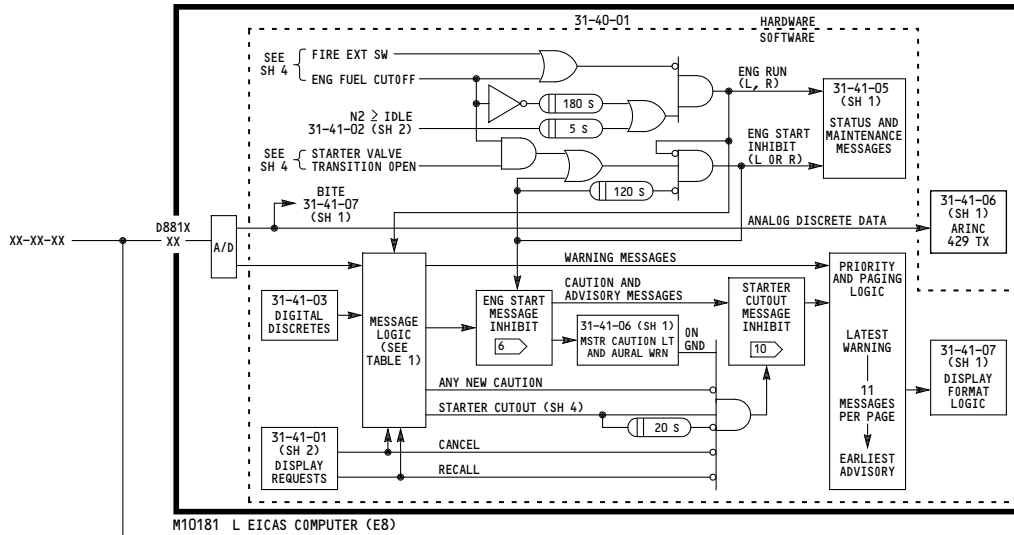 31-40-01
HARDWARE
SOFTWARE
SEE
SH 4
FIRE EXT SW
ENG FUEL CUTOFF
180 S
N2 ≥ IDLE
31-41-02 (SH 2)
5 S
ENG RUN
(L, R)
31-41-05
(SH 1)
STATUS AND
MAINTENANCE
MESSAGES
SEE
SH 4
STARTER VALVE
TRANSITION OPEN
ENG START
INHIBIT
(L OR R)
120 S
BITE
31-41-07
(SH 1)
XX-XX-XX
D881X
XX
A/D
ANALOG DISCRETE DATA
31-41-06
(SH 1)
ARINC
429 TX
31-41-03
DIGITAL
DISCRETES
MESSAGE
LOGIC
(SEE
TABLE 1)
WARNING MESSAGES
ENG START
MESSAGE
INHIBIT
6
CAUTION AND
ADVISORY MESSAGES
31-41-06 (SH 1)
MSTR CAUTION LT
AND AURAL WRN
ON
GND
STARTER
CUTOUT
MESSAGE
INHIBIT
10
PRIORITY
AND PAGING
LOGIC
LATEST
WARNING
11
MESSAGES
PER PAGE
EARLIEST
ADVISORY
31-41-07
(SH 1)
DISPLAY
FORMAT
LOGIC
ANY NEW CAUTION
STARTER CUTOUT (SH 4)
20 S
31-41-01
(SH 2)
DISPLAY
REQUESTS
CANCEL
RECALL
M10181 L EICAS COMPUTER (E8)